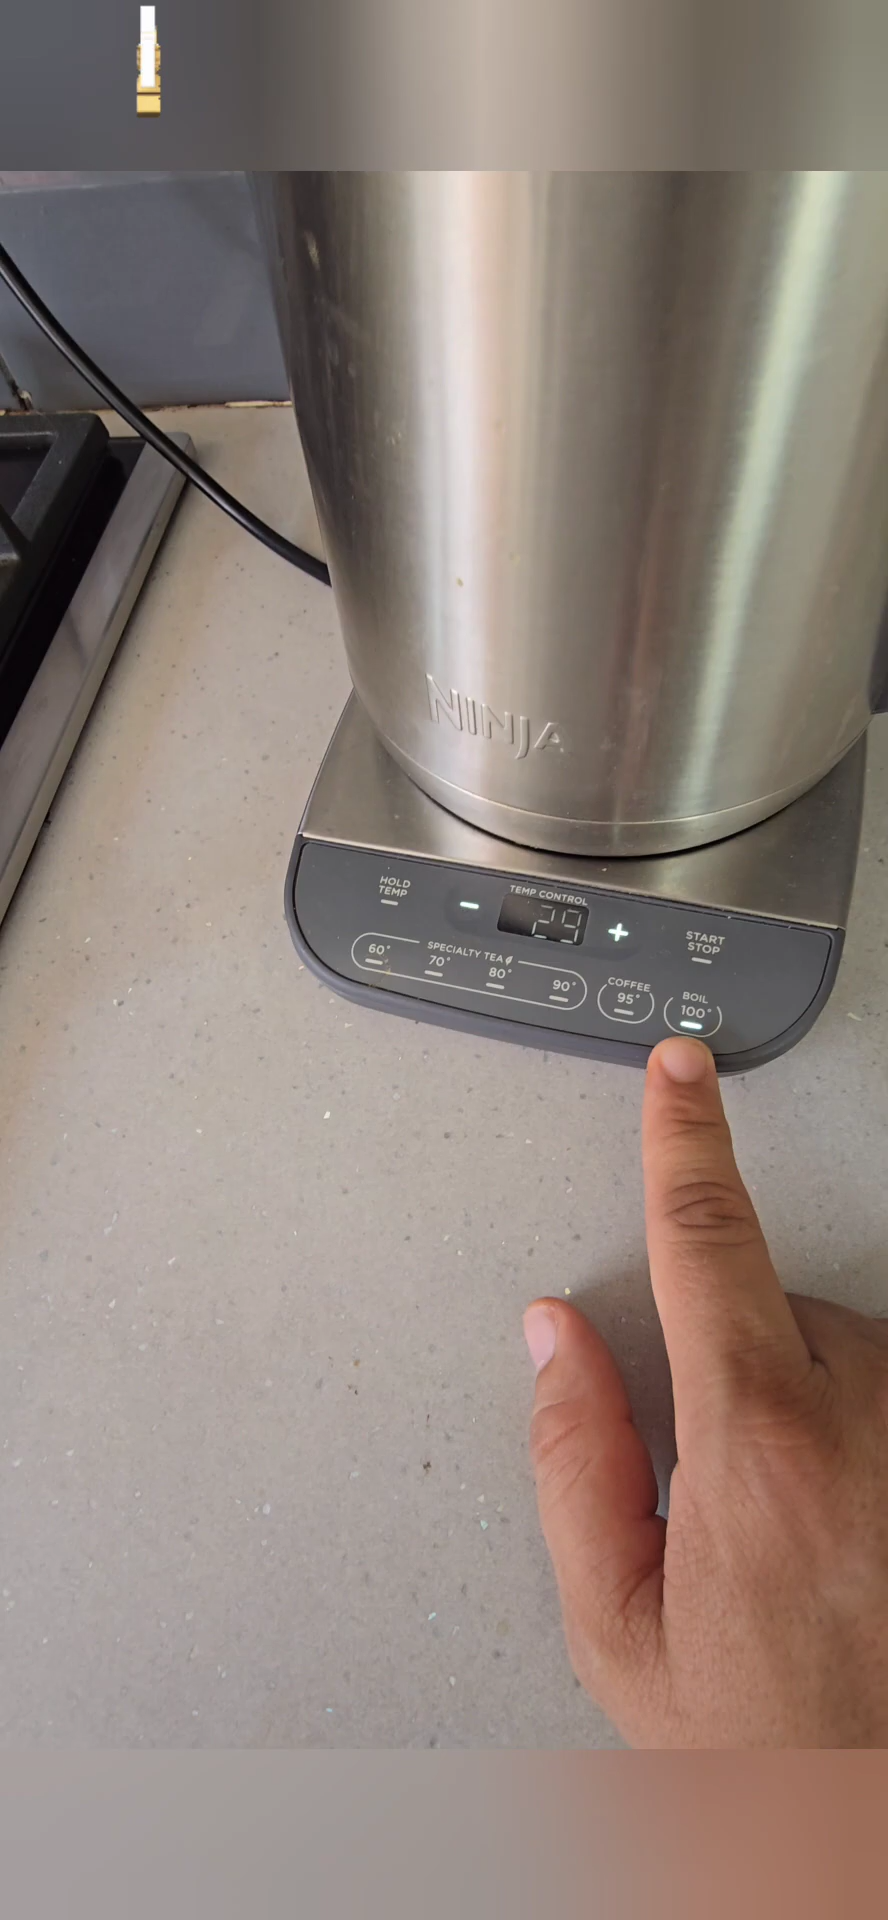 NINJA
HOLD
TEMP
TEMP CONTROL
- 29 +
START
STOP
SPECIALTY TEA
60° 70° 80° 90°
COFFEE
95°
BOIL
100°